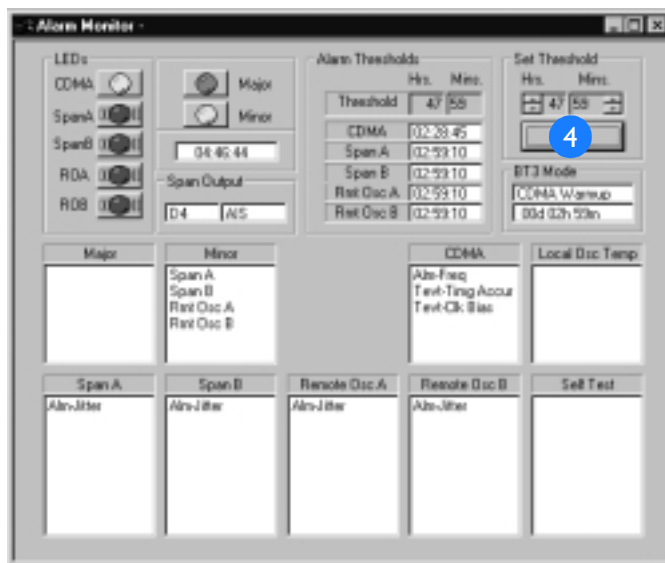 Alarm Monitor -
LEDs
CDMA
SpanA
SpanB
ROA
ROB
Major
Minor
04:46:44
Span Output
D4 AIS
Alarm Thresholds
Hrs. Mins.
Threshold 47 59
CDMA 02:28:45
Span A 02:59:10
Span B 02:59:10
Rmt Osc A 02:59:10
Rmt Osc B 02:59:10
Set Threshold
Hrs. Mins.
47 59
4
BT3 Mode
CDMA Warmup
00d 02h 59m
Major
Minor
Span A
Span B
Rmt Osc A
Rmt Osc B
CDMA
Alm-Freq
Tevt-Timg Accur
Tevt-Clk Bias
Local Osc Temp
Span A
Alm-Jitter
Span B
Alm-Jitter
Remote Osc A
Alm-Jitter
Remote Osc B
Alm-Jitter
Self Test